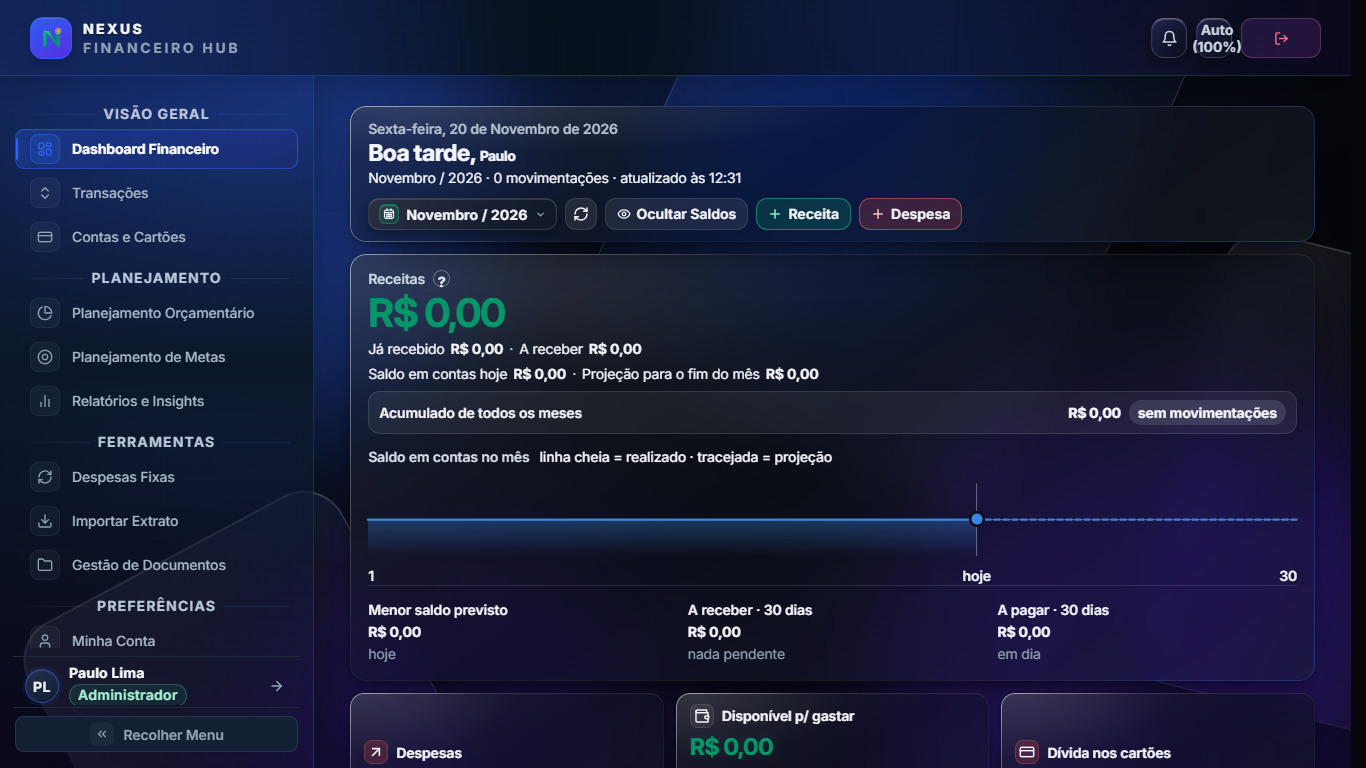 NEXUS
FINANCEIRO HUB
Auto
(100%)
VISÃO GERAL
Dashboard Financeiro
Transações
Contas e Cartões
PLANEJAMENTO
Planejamento Orçamentário
Planejamento de Metas
Relatórios e Insights
FERRAMENTAS
Despesas Fixas
Importar Extrato
Gestão de Documentos
PREFERÊNCIAS
Minha Conta
PL
Paulo Lima
Administrador
Recolher Menu
Sexta-feira, 20 de Novembro de 2026
Boa tarde, Paulo
Novembro / 2026 · 0 movimentações · atualizado às 12:31
Novembro / 2026
Ocultar Saldos
+ Receita
+ Despesa
Receitas ?
R$ 0,00
Já recebido R$ 0,00 · A receber R$ 0,00
Saldo em contas hoje R$ 0,00 · Projeção para o fim do mês R$ 0,00
Acumulado de todos os meses R$ 0,00 sem movimentações
Saldo em contas no mês linha cheia = realizado · tracejada = projeção
1 hoje 30
Menor saldo previsto
R$ 0,00
hoje
A receber · 30 dias
R$ 0,00
nada pendente
A pagar · 30 dias
R$ 0,00
em dia
Despesas
Disponível p/ gastar
R$ 0,00
Dívida nos cartões